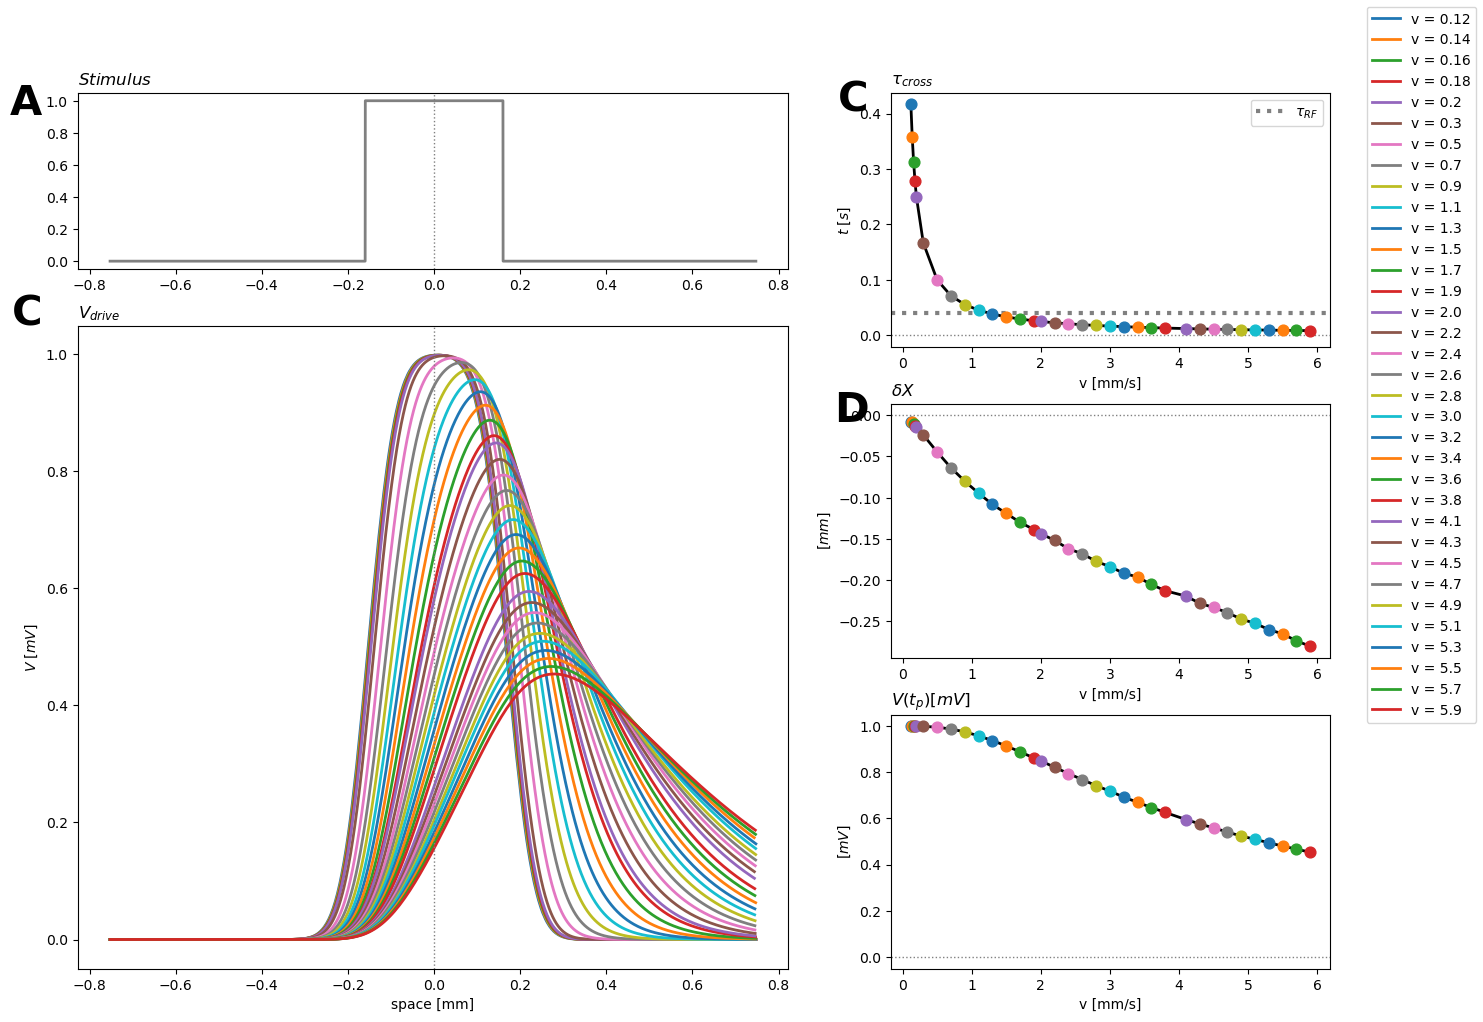 A
Stimulus
1.0
0.8
0.6
0.4
0.2
0.0
−0.8 −0.6 −0.4 −0.2 0.0 0.2 0.4 0.6 0.8
C
V_drive
1.0
0.8
0.6
0.4
0.2
0.0
V [mV]
−0.8 −0.6 −0.4 −0.2 0.0 0.2 0.4 0.6 0.8
space [mm]
C
τ_cross
τ_RF
0.4
0.3
0.2
0.1
0.0
t [s]
0 1 2 3 4 5 6
v [mm/s]
D
δX
0.00
−0.05
−0.10
−0.15
−0.20
−0.25
[mm]
0 1 2 3 4 5 6
v [mm/s]
V(t_p)[mV]
1.0
0.8
0.6
0.4
0.2
0.0
[mV]
0 1 2 3 4 5 6
v [mm/s]
v = 0.12
v = 0.14
v = 0.16
v = 0.18
v = 0.2
v = 0.3
v = 0.5
v = 0.7
v = 0.9
v = 1.1
v = 1.3
v = 1.5
v = 1.7
v = 1.9
v = 2.0
v = 2.2
v = 2.4
v = 2.6
v = 2.8
v = 3.0
v = 3.2
v = 3.4
v = 3.6
v = 3.8
v = 4.1
v = 4.3
v = 4.5
v = 4.7
v = 4.9
v = 5.1
v = 5.3
v = 5.5
v = 5.7
v = 5.9